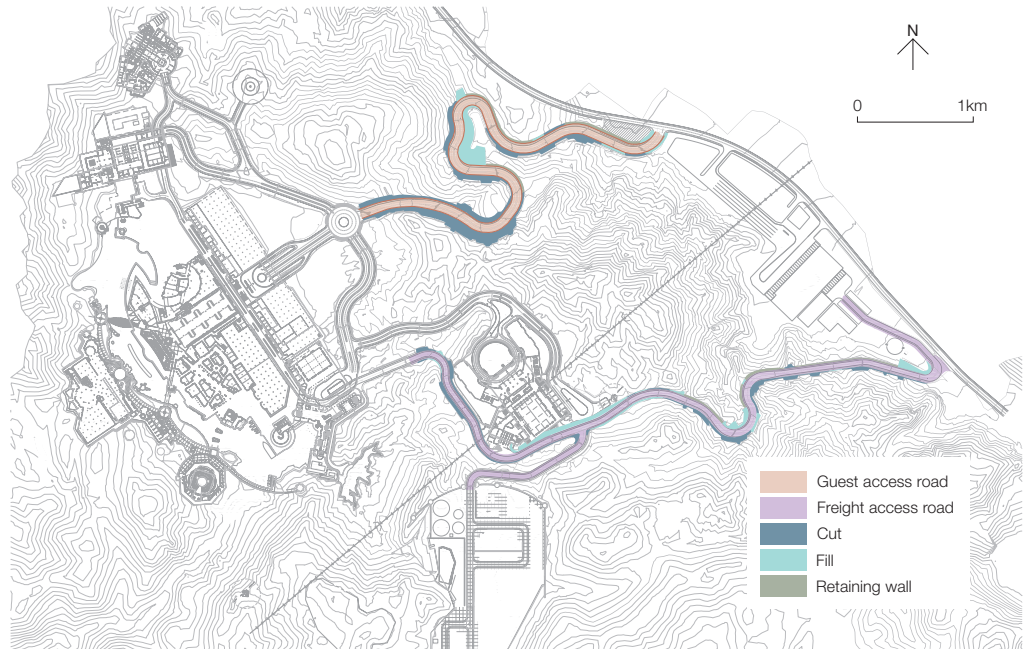 N
0 1km
Guest access road
Freight access road
Cut
Fill
Retaining wall